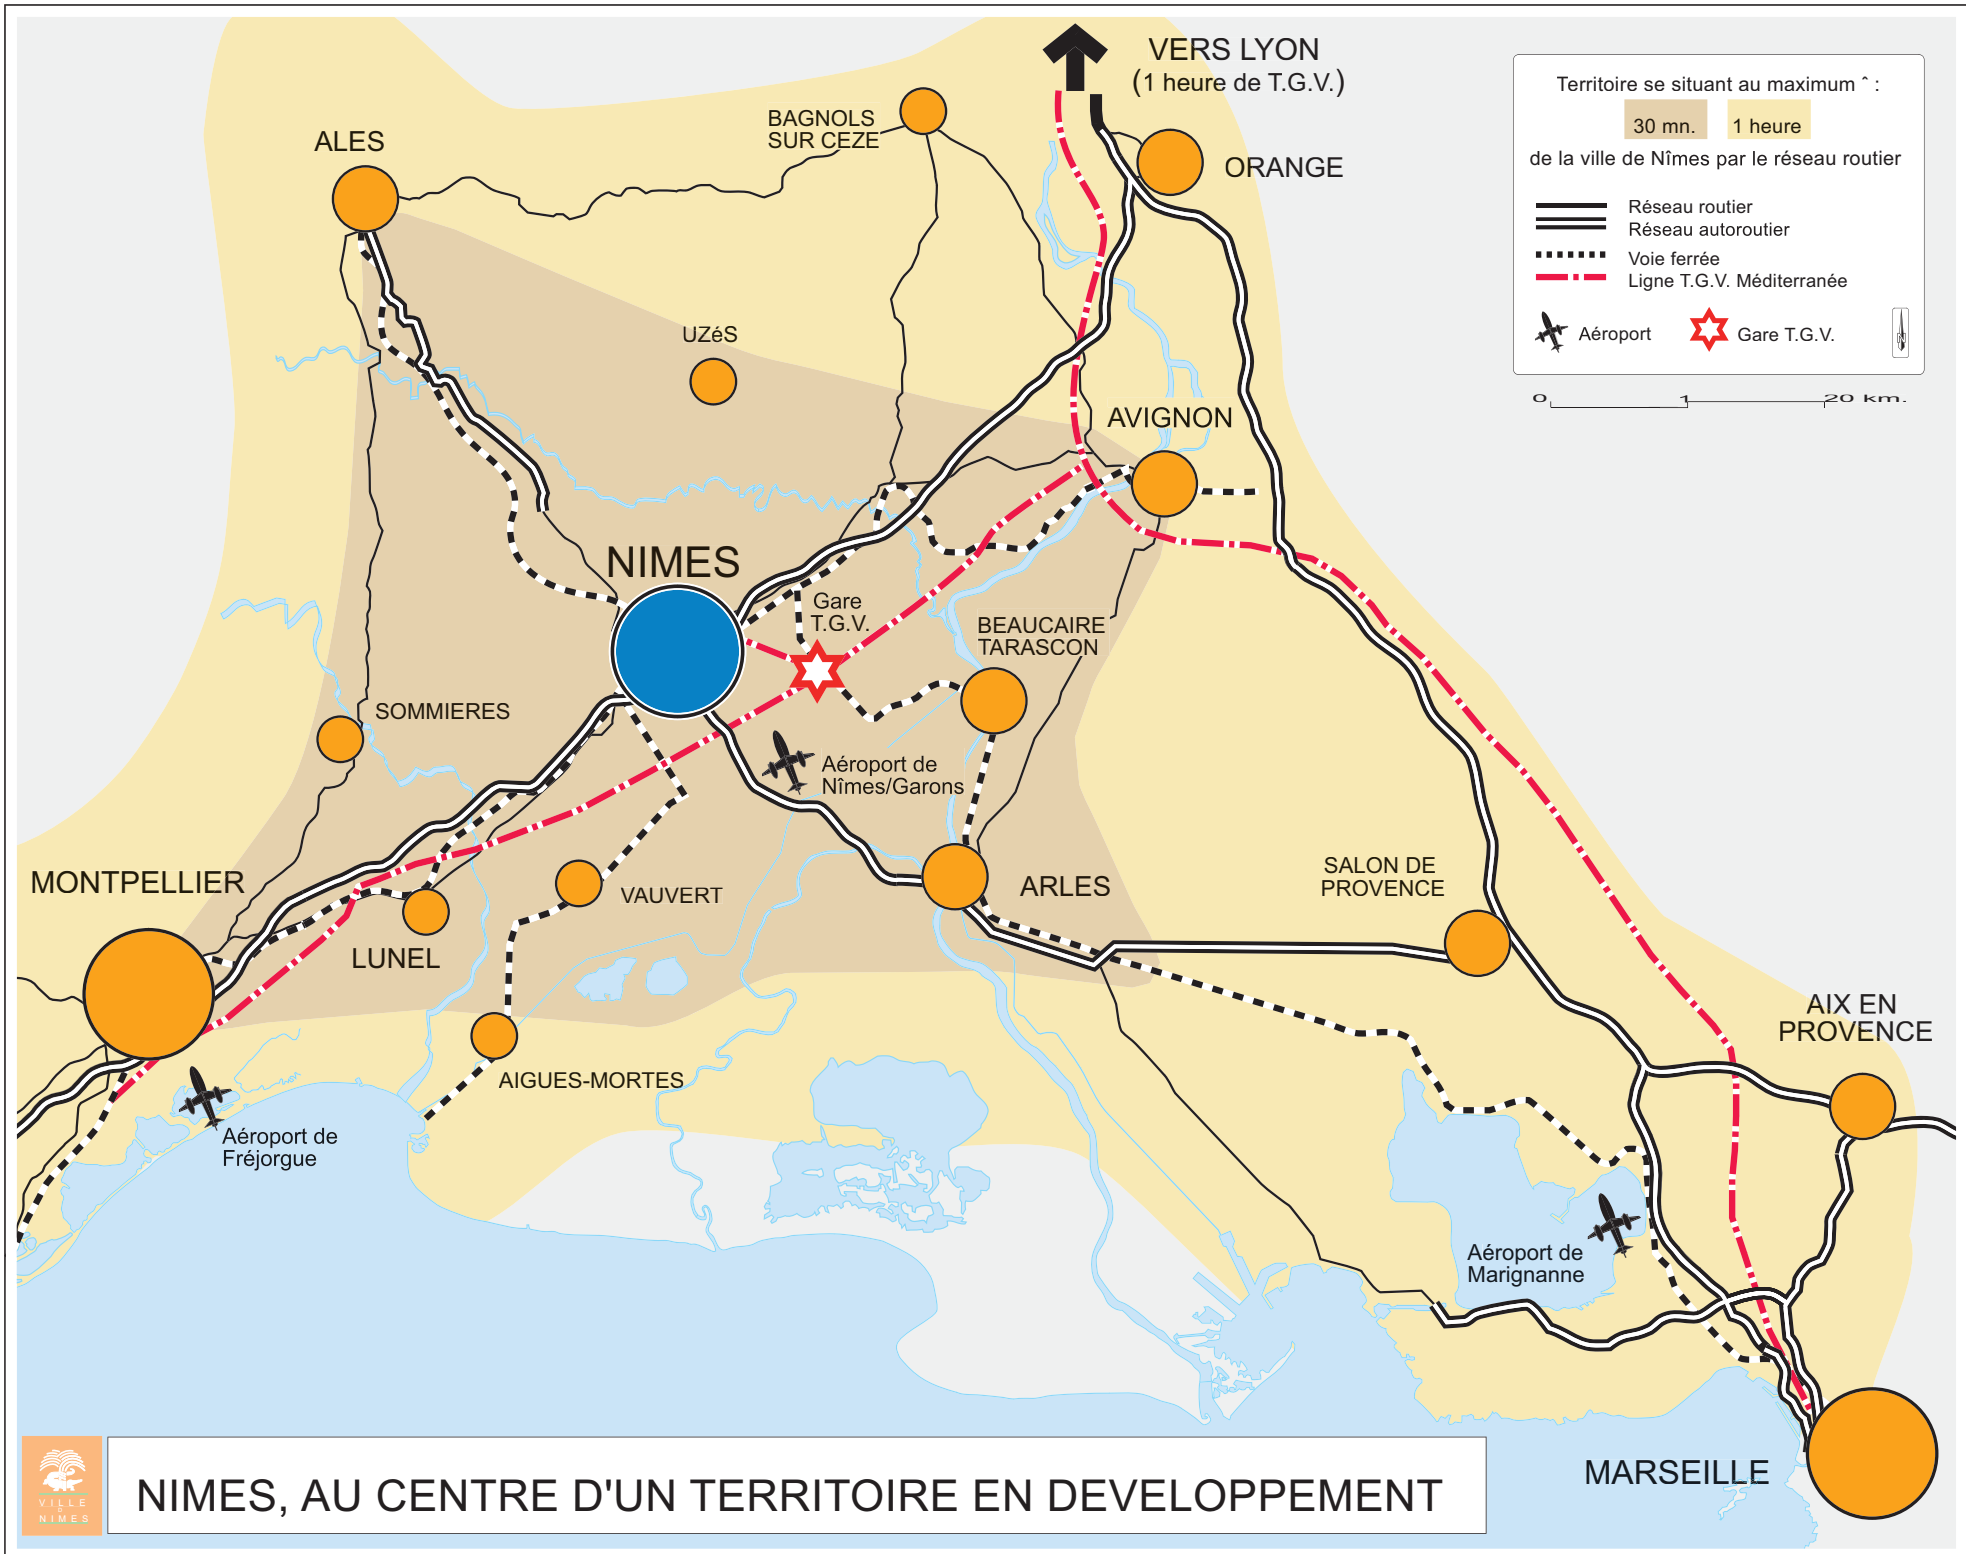 VERS LYON
(1 heure de T.G.V.)
BAGNOLS
SUR CEZE
ALES
ORANGE
Territoire se situant au maximum ˆ :
30 mn.
1 heure
de la ville de Nîmes par le réseau routier
Réseau routier
Réseau autoroutier
Voie ferrée
Ligne T.G.V. Méditerranée
Aéroport
Gare T.G.V.
N
0 1 20 km.
UZéS
AVIGNON
NIMES
Gare
T.G.V.
BEAUCAIRE
TARASCON
SOMMIERES
Aéroport de
Nîmes/Garons
MONTPELLIER
VAUVERT
ARLES
SALON DE
PROVENCE
LUNEL
AIX EN
PROVENCE
AIGUES-MORTES
Aéroport de
Fréjorgue
Aéroport de
Marignanne
MARSEILLE
VILLE
D
NIMES
NIMES, AU CENTRE D'UN TERRITOIRE EN DEVELOPPEMENT